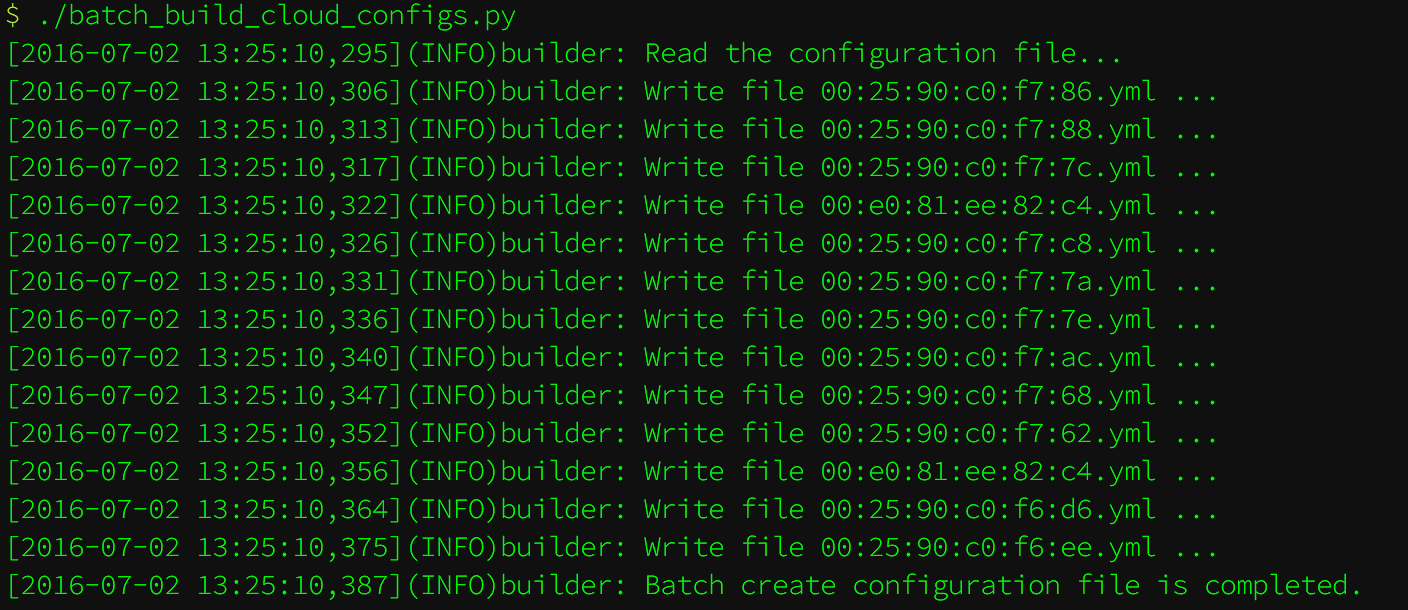 $ ./batch_build_cloud_configs.py
[2016-07-02 13:25:10,295](INFO)builder: Read the configuration file...
[2016-07-02 13:25:10,306](INFO)builder: Write file 00:25:90:c0:f7:86.yml ...
[2016-07-02 13:25:10,313](INFO)builder: Write file 00:25:90:c0:f7:88.yml ...
[2016-07-02 13:25:10,317](INFO)builder: Write file 00:25:90:c0:f7:7c.yml ...
[2016-07-02 13:25:10,322](INFO)builder: Write file 00:e0:81:ee:82:c4.yml ...
[2016-07-02 13:25:10,326](INFO)builder: Write file 00:25:90:c0:f7:c8.yml ...
[2016-07-02 13:25:10,331](INFO)builder: Write file 00:25:90:c0:f7:7a.yml ...
[2016-07-02 13:25:10,336](INFO)builder: Write file 00:25:90:c0:f7:7e.yml ...
[2016-07-02 13:25:10,340](INFO)builder: Write file 00:25:90:c0:f7:ac.yml ...
[2016-07-02 13:25:10,347](INFO)builder: Write file 00:25:90:c0:f7:68.yml ...
[2016-07-02 13:25:10,352](INFO)builder: Write file 00:25:90:c0:f7:62.yml ...
[2016-07-02 13:25:10,356](INFO)builder: Write file 00:e0:81:ee:82:c4.yml ...
[2016-07-02 13:25:10,364](INFO)builder: Write file 00:25:90:c0:f6:d6.yml ...
[2016-07-02 13:25:10,375](INFO)builder: Write file 00:25:90:c0:f6:ee.yml ...
[2016-07-02 13:25:10,387](INFO)builder: Batch create configuration file is completed.